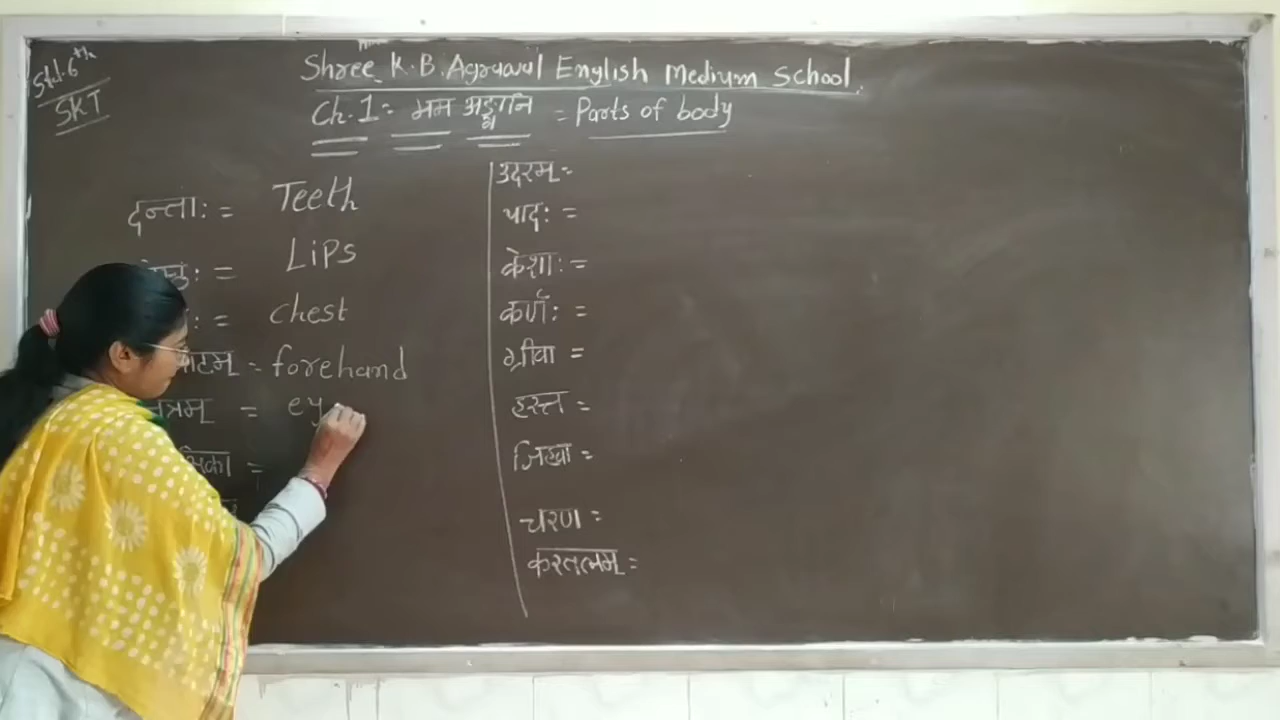 Std.6th
SKT
Shree K.B. Agrawal English Medium School.
Ch.1 = मम अङ्गानि = Parts of body
दन्ताः = Teeth
= Lips
: = chest
टम् = forehand
त्रम् = ey
सिका =
उदरम् =
पादः =
केशाः =
कर्णः =
ग्रीवा =
हस्त =
जिह्वा =
चरण =
करतलम् =